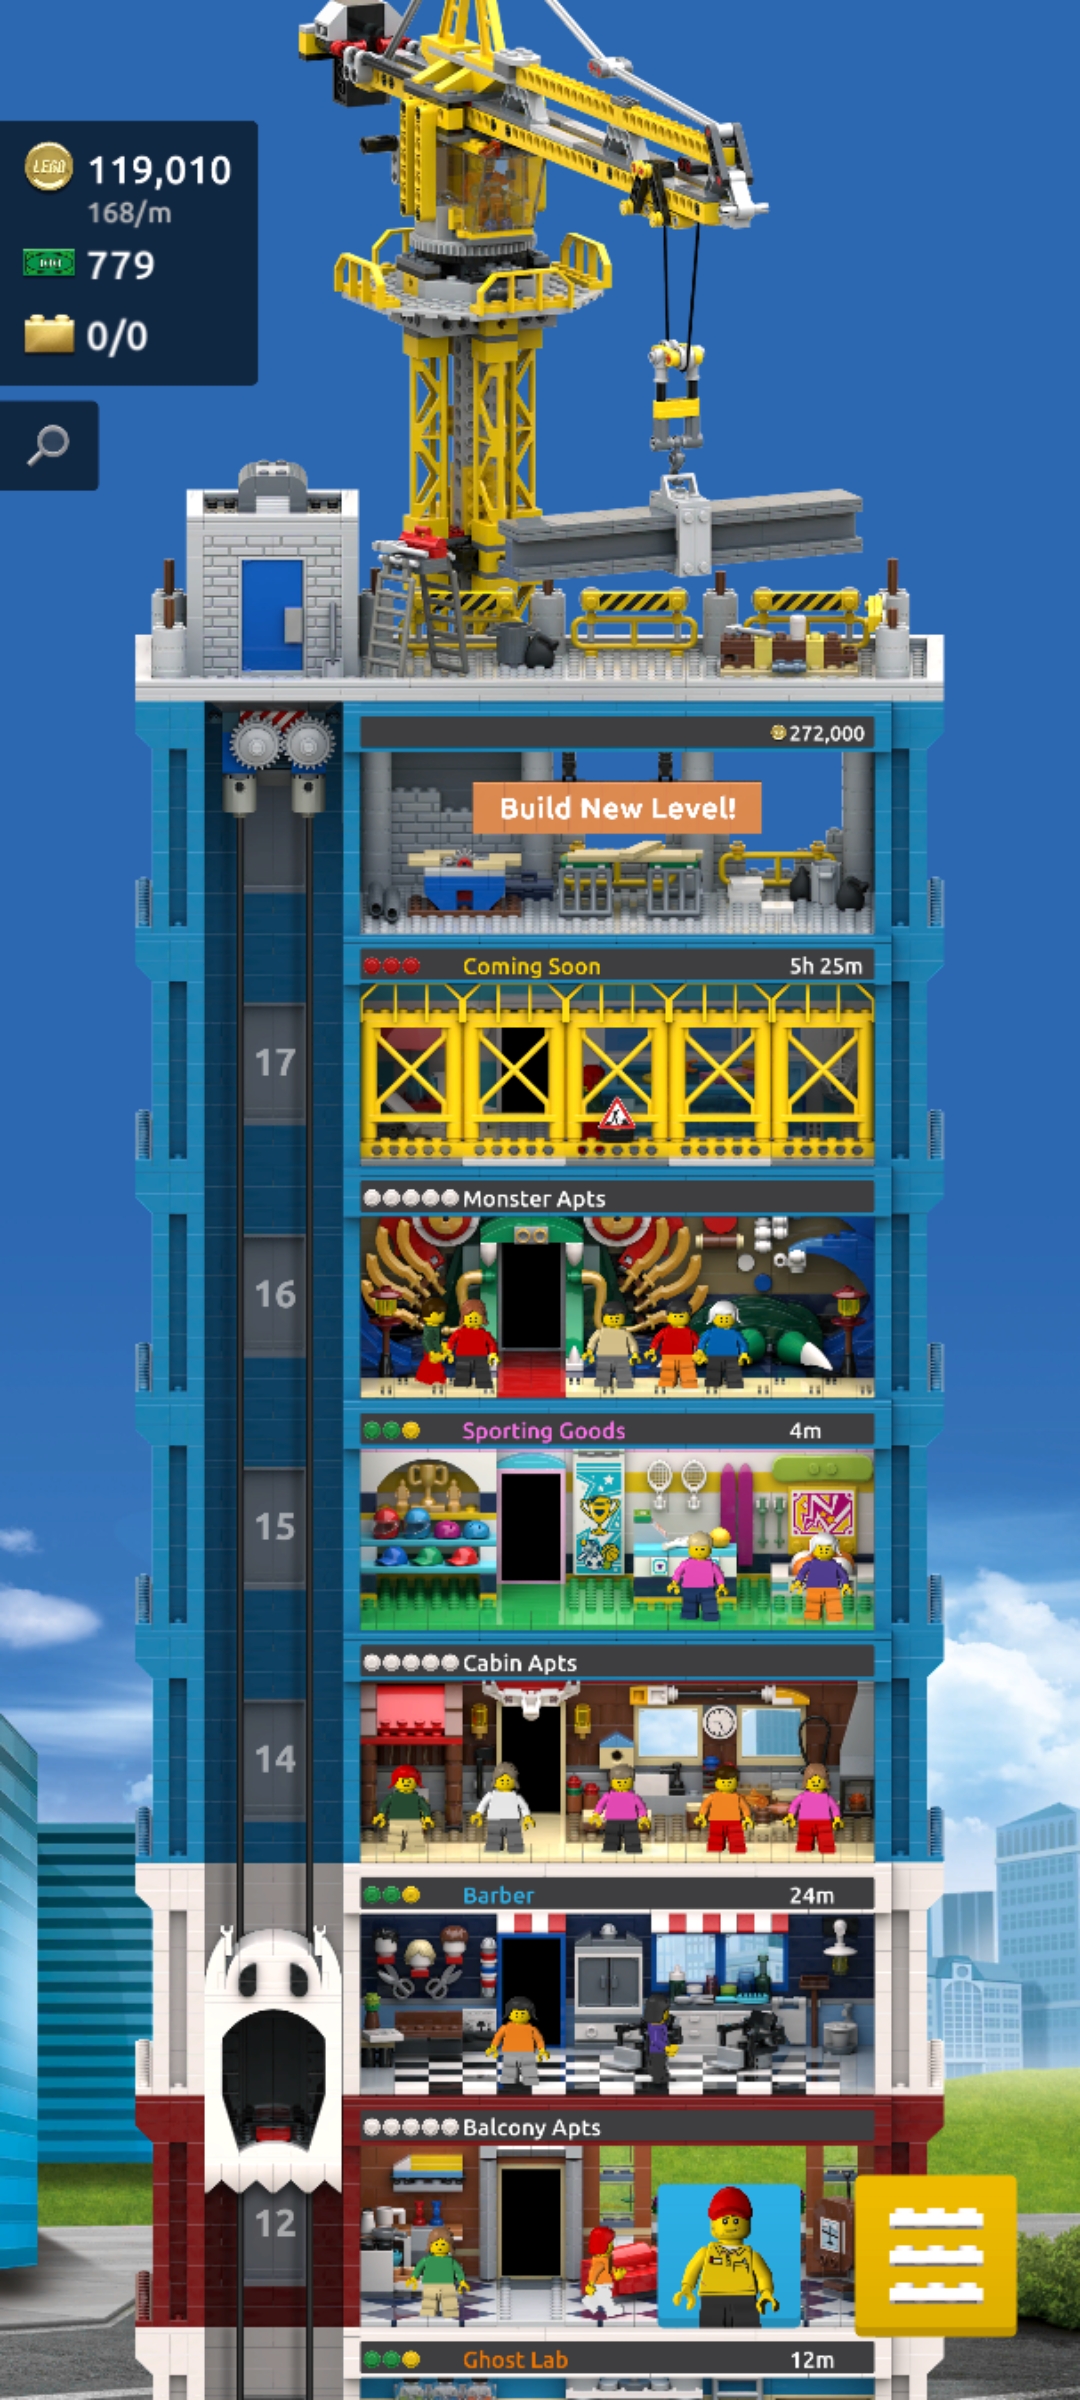 LEGO 119,010
168/m
779
0/0
272,000
Build New Level!
Coming Soon 5h 25m
17
Monster Apts
16
Sporting Goods 4m
15
Cabin Apts
14
Barber 24m
Balcony Apts
12
Ghost Lab 12m